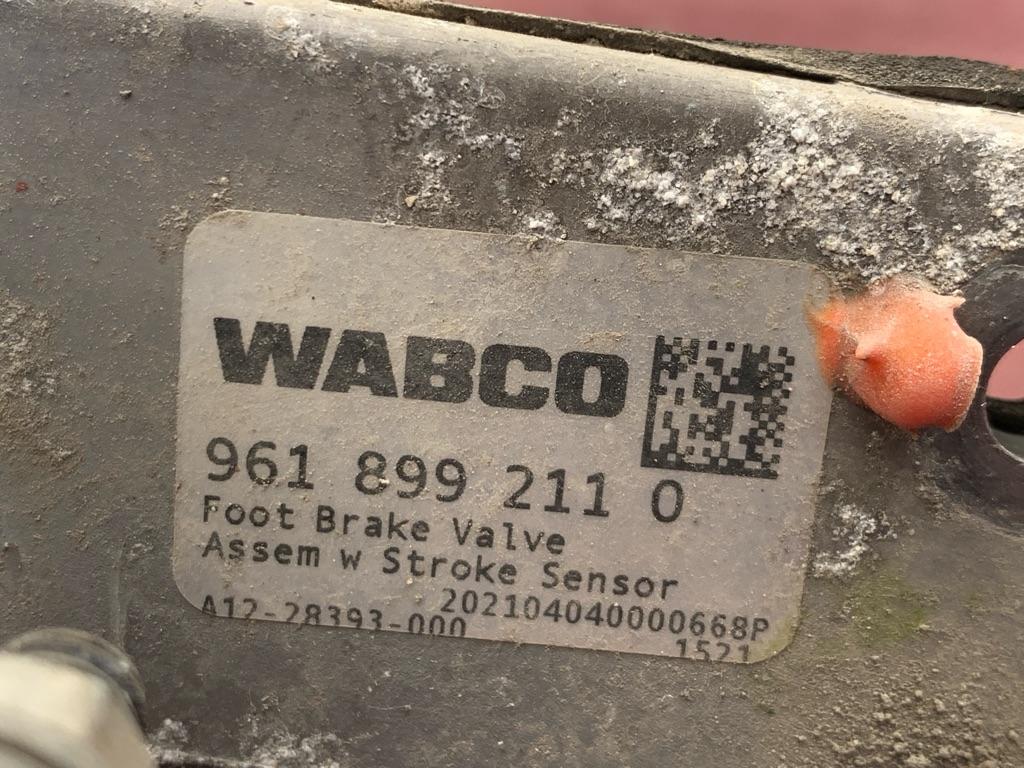 WABCO
961 899 211 0
Foot Brake Valve
Assem w Stroke Sensor
20210404000668P
A12-28393-000
1521